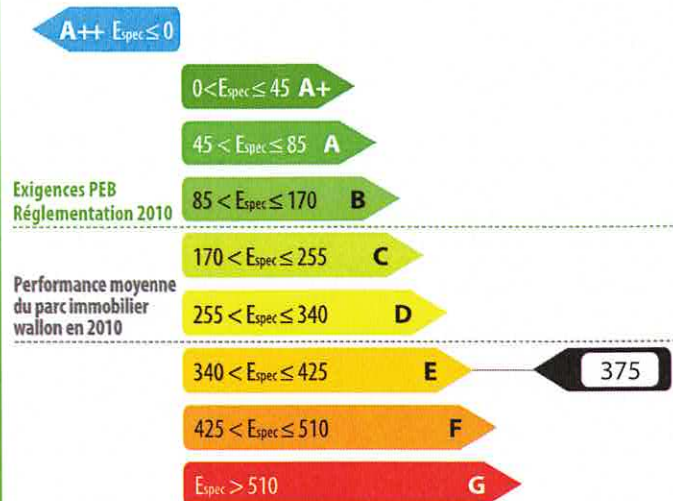 A++ Espec ≤ 0
0 < Espec ≤ 45 A+
45 < Espec ≤ 85 A
Exigences PEB
Réglementation 2010
85 < Espec ≤ 170 B
170 < Espec ≤ 255 C
Performance moyenne
du parc immobilier
wallon en 2010
255 < Espec ≤ 340 D
340 < Espec ≤ 425 E
375
425 < Espec ≤ 510 F
Espec > 510 G